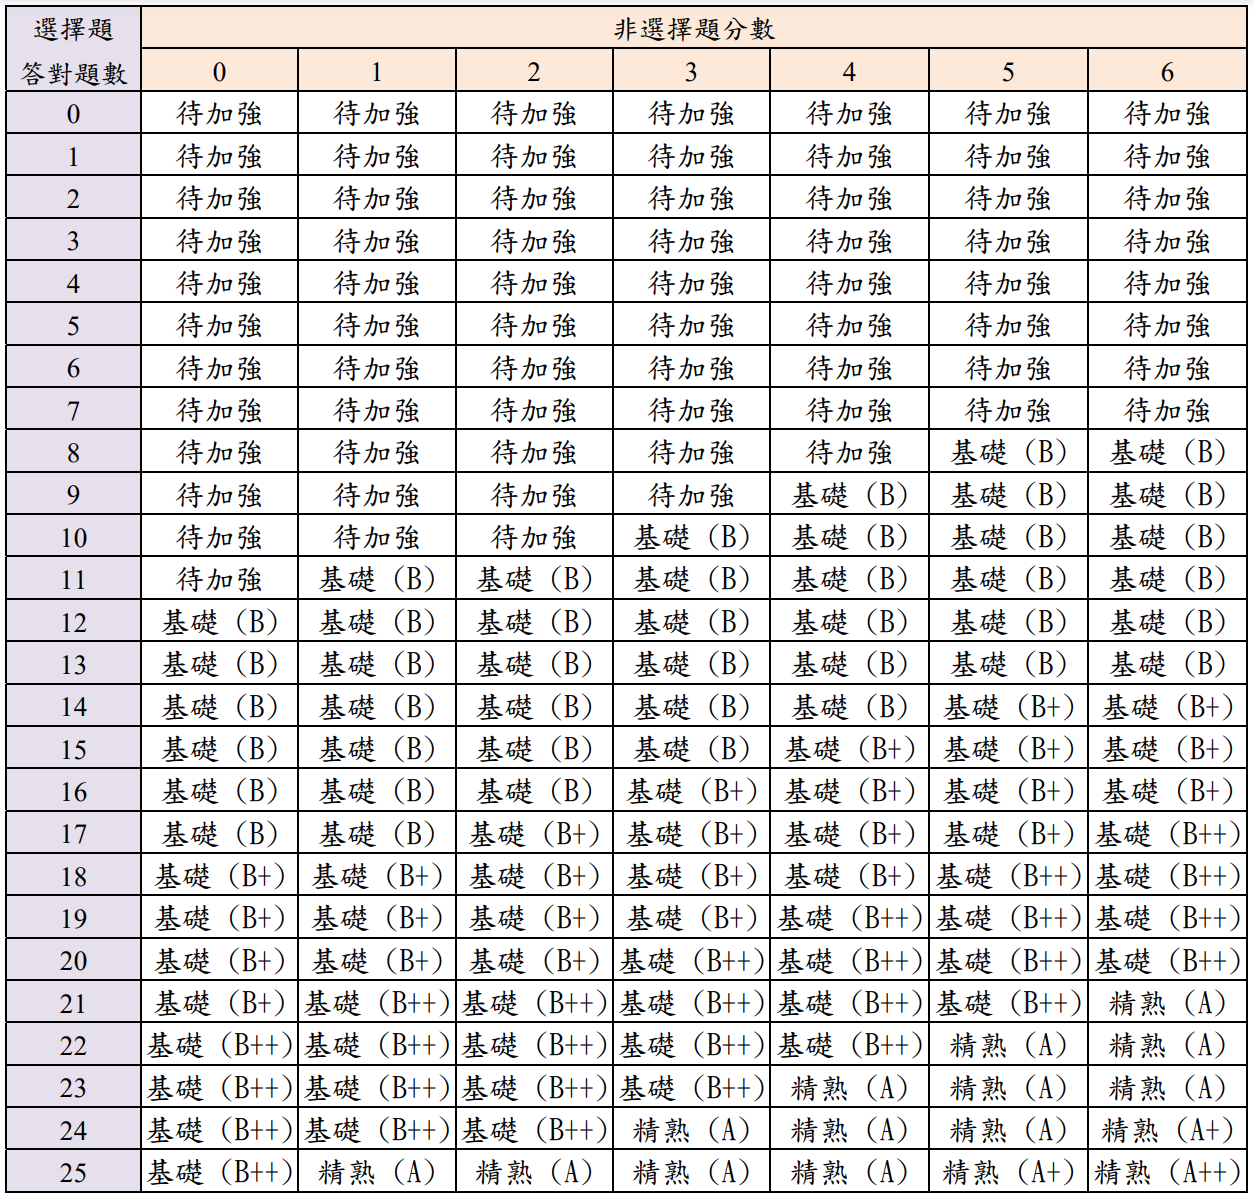 選擇題 非選擇題分數
答對題數 0 1 2 3 4 5 6
0 待加強 待加強 待加強 待加強 待加強 待加強 待加強
1 待加強 待加強 待加強 待加強 待加強 待加強 待加強
2 待加強 待加強 待加強 待加強 待加強 待加強 待加強
3 待加強 待加強 待加強 待加強 待加強 待加強 待加強
4 待加強 待加強 待加強 待加強 待加強 待加強 待加強
5 待加強 待加強 待加強 待加強 待加強 待加強 待加強
6 待加強 待加強 待加強 待加強 待加強 待加強 待加強
7 待加強 待加強 待加強 待加強 待加強 待加強 待加強
8 待加強 待加強 待加強 待加強 待加強 基礎（B） 基礎（B）
9 待加強 待加強 待加強 待加強 基礎（B） 基礎（B） 基礎（B）
10 待加強 待加強 待加強 基礎（B） 基礎（B） 基礎（B） 基礎（B）
11 待加強 基礎（B） 基礎（B） 基礎（B） 基礎（B） 基礎（B） 基礎（B）
12 基礎（B） 基礎（B） 基礎（B） 基礎（B） 基礎（B） 基礎（B） 基礎（B）
13 基礎（B） 基礎（B） 基礎（B） 基礎（B） 基礎（B） 基礎（B） 基礎（B）
14 基礎（B） 基礎（B） 基礎（B） 基礎（B） 基礎（B） 基礎（B+） 基礎（B+）
15 基礎（B） 基礎（B） 基礎（B） 基礎（B） 基礎（B+） 基礎（B+） 基礎（B+）
16 基礎（B） 基礎（B） 基礎（B） 基礎（B+） 基礎（B+） 基礎（B+） 基礎（B+）
17 基礎（B） 基礎（B） 基礎（B+） 基礎（B+） 基礎（B+） 基礎（B+） 基礎（B++）
18 基礎（B+） 基礎（B+） 基礎（B+） 基礎（B+） 基礎（B+） 基礎（B++） 基礎（B++）
19 基礎（B+） 基礎（B+） 基礎（B+） 基礎（B+） 基礎（B++） 基礎（B++） 基礎（B++）
20 基礎（B+） 基礎（B+） 基礎（B+） 基礎（B++） 基礎（B++） 基礎（B++） 基礎（B++）
21 基礎（B+） 基礎（B++） 基礎（B++） 基礎（B++） 基礎（B++） 基礎（B++） 精熟（A）
22 基礎（B++） 基礎（B++） 基礎（B++） 基礎（B++） 基礎（B++） 精熟（A） 精熟（A）
23 基礎（B++） 基礎（B++） 基礎（B++） 基礎（B++） 精熟（A） 精熟（A） 精熟（A）
24 基礎（B++） 基礎（B++） 基礎（B++） 精熟（A） 精熟（A） 精熟（A） 精熟（A+）
25 基礎（B++） 精熟（A） 精熟（A） 精熟（A） 精熟（A） 精熟（A+） 精熟（A++）